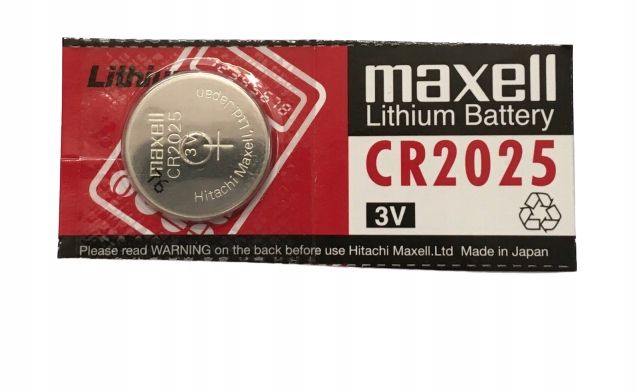 Lithiu
maxell
Lithium Battery
CR2025
3V
maxell
CR2025
3V
+
Hitachi Maxell,Ltd.Japan
Please read WARNING on the back before use Hitachi Maxell.Ltd Made in Japan